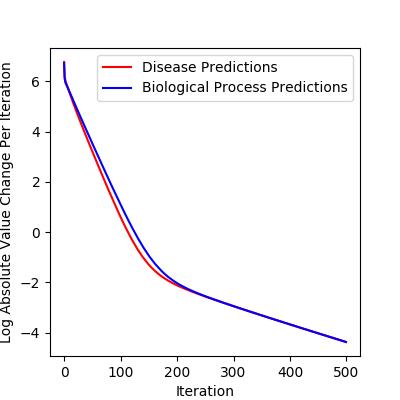 Disease Predictions
Biological Process Predictions
Log Absolute Value Change Per Iteration
6
4
2
0
−2
−4
0 100 200 300 400 500
Iteration